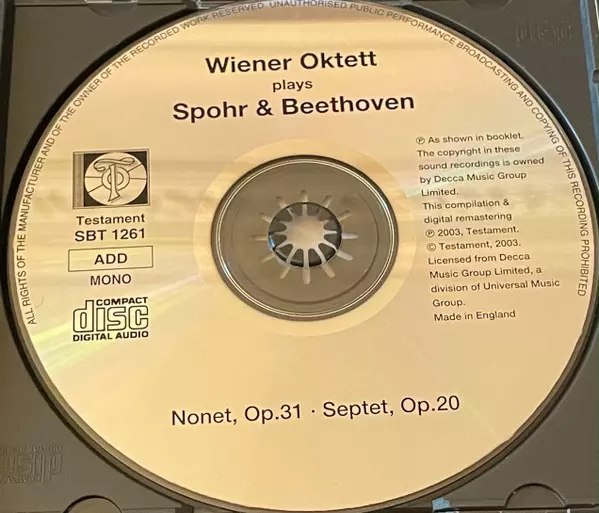 Wiener Oktett
plays
Spohr & Beethoven
Testament
SBT 1261
ADD
MONO
COMPACT
disc
DIGITAL AUDIO
℗ As shown in booklet.
The copyright in these
sound recordings is owned
by Decca Music Group
Limited.
This compilation &
digital remastering
℗ 2003, Testament.
© Testament, 2003.
Licensed from Decca
Music Group Limited, a
division of Universal Music
Group.
Made in England
Nonet, Op.31 · Septet, Op.20
ALL RIGHTS OF THE MANUFACTURER AND OF THE OWNER OF THE RECORDED WORK RESERVED UNAUTHORISED PUBLIC PERFORMANCE BROADCASTING AND COPYING OF THIS RECORDING PROHIBITED
disc